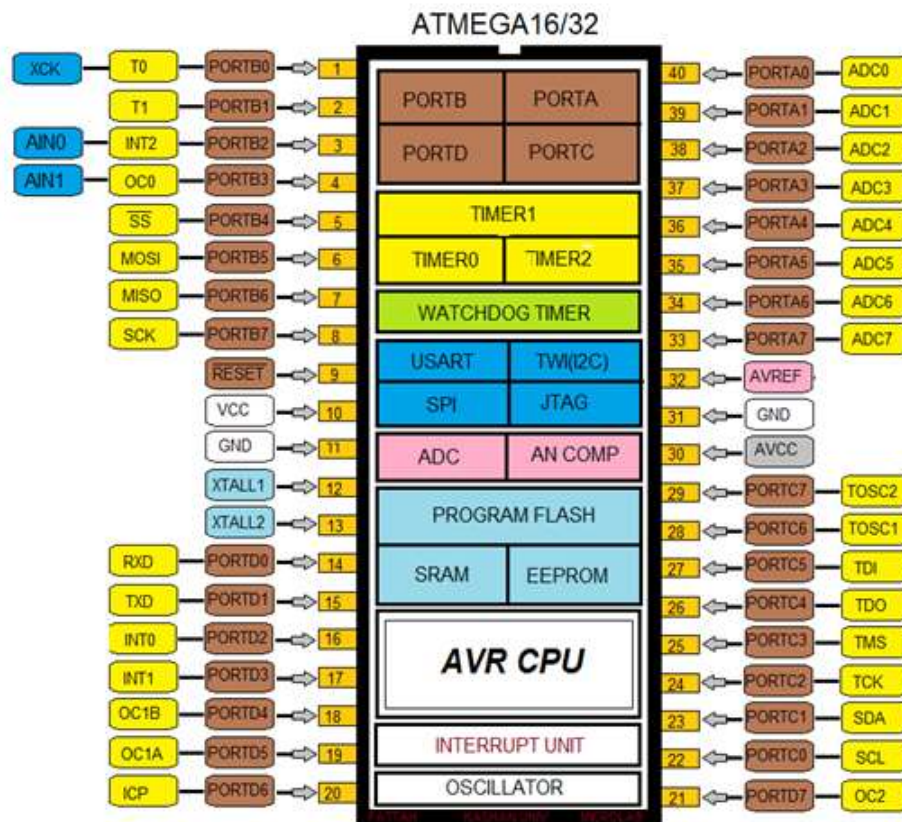 ATMEGA16/32
XCK T0 PORTB0 1
T1 PORTB1 2
AIN0 INT2 PORTB2 3
AIN1 OC0 PORTB3 4
SS PORTB4 5
MOSI PORTB5 6
MISO PORTB6 7
SCK PORTB7 8
RESET 9
VCC 10
GND 11
XTALL1 12
XTALL2 13
RXD PORTD0 14
TXD PORTD1 15
INT0 PORTD2 16
INT1 PORTD3 17
OC1B PORTD4 18
OC1A PORTD5 19
ICP PORTD6 20
PORTB PORTA
PORTD PORTC
TIMER1
TIMER0 TIMER2
WATCHDOG TIMER
USART TWI(I2C)
SPI JTAG
ADC AN COMP
PROGRAM FLASH
SRAM EEPROM
AVR CPU
INTERRUPT UNIT
OSCILLATOR
40 PORTA0 ADC0
39 PORTA1 ADC1
38 PORTA2 ADC2
37 PORTA3 ADC3
36 PORTA4 ADC4
35 PORTA5 ADC5
34 PORTA6 ADC6
33 PORTA7 ADC7
32 AVREF
31 GND
30 AVCC
29 PORTC7 TOSC2
28 PORTC6 TOSC1
27 PORTC5 TDI
26 PORTC4 TDO
25 PORTC3 TMS
24 PORTC2 TCK
23 PORTC1 SDA
22 PORTC0 SCL
21 PORTD7 OC2